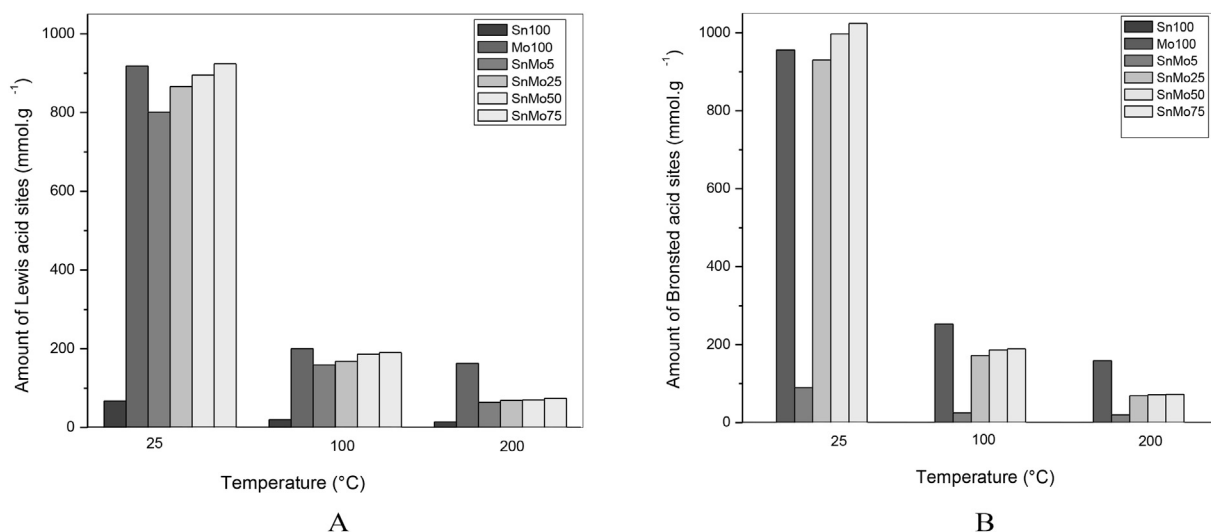 1000
800
600
400
200
0
Amount of Lewis acid sites (mmol.g ⁻¹)
Sn100
Mo100
SnMo5
SnMo25
SnMo50
SnMo75
25
100
200
Temperature (°C)
A
1000
800
600
400
200
0
Amount of Bronsted acid sites (mmol.g ⁻¹)
Sn100
Mo100
SnMo5
SnMo25
SnMo50
SnMo75
25
100
200
Temperature (°C)
B